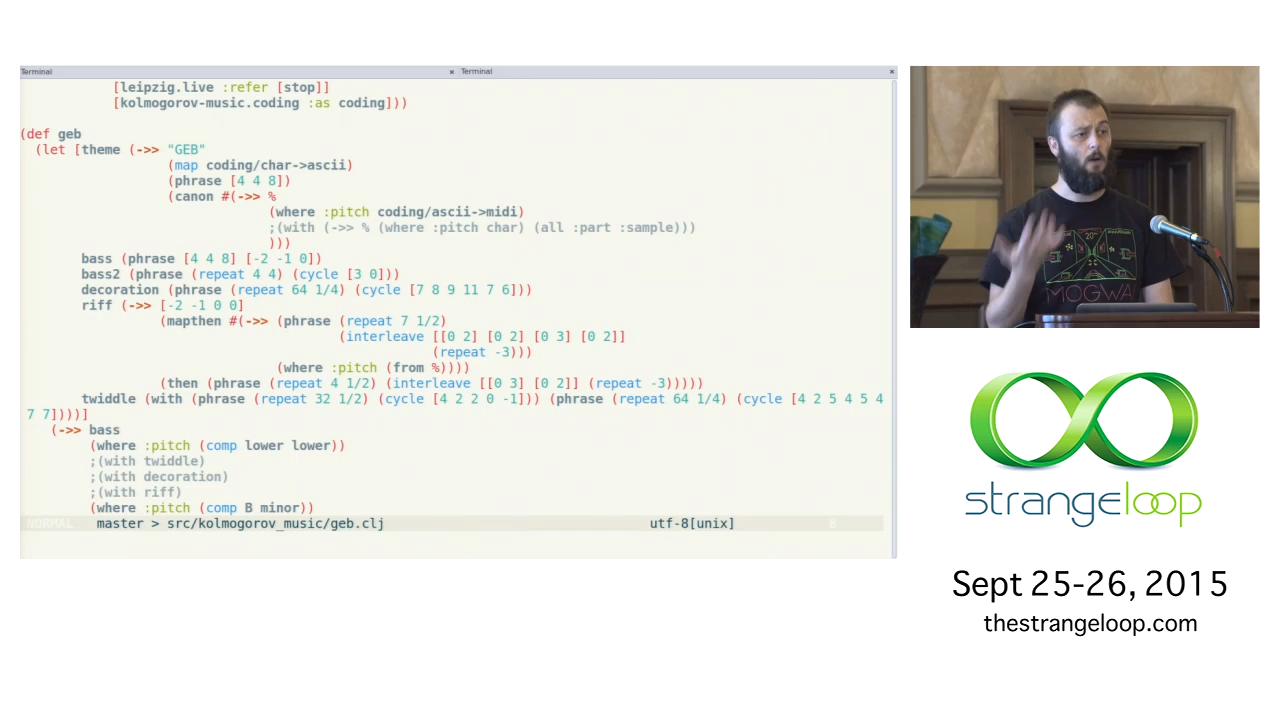 Terminal × Terminal ×
[leipzig.live :refer [stop]]
[kolmogorov-music.coding :as coding]))
(def geb
(let [theme (->> "GEB"
(map coding/char->ascii)
(phrase [4 4 8])
(canon #(->> %
(where :pitch coding/ascii->midi)
;(with (->> % (where :pitch char) (all :part :sample)))
)))
bass (phrase [4 4 8] [-2 -1 0])
bass2 (phrase (repeat 4 4) (cycle [3 0]))
decoration (phrase (repeat 64 1/4) (cycle [7 8 9 11 7 6]))
riff (->> [-2 -1 0 0]
(mapthen #(->> (phrase (repeat 7 1/2)
(interleave [[0 2] [0 2] [0 3] [0 2]]
(repeat -3)))
(where :pitch (from %))))
(then (phrase (repeat 4 1/2) (interleave [[0 3] [0 2]] (repeat -3)))))
twiddle (with (phrase (repeat 32 1/2) (cycle [4 2 2 0 -1])) (phrase (repeat 64 1/4) (cycle [4 2 5 4 5 4
7 7])))]
(->> bass
(where :pitch (comp lower lower))
;(with twiddle)
;(with decoration)
;(with riff)
(where :pitch (comp B minor))
NORMAL master > src/kolmogorov_music/geb.clj utf-8[unix] 8
20"
MOGWAI
strangeloop
Sept 25-26, 2015
thestrangeloop.com